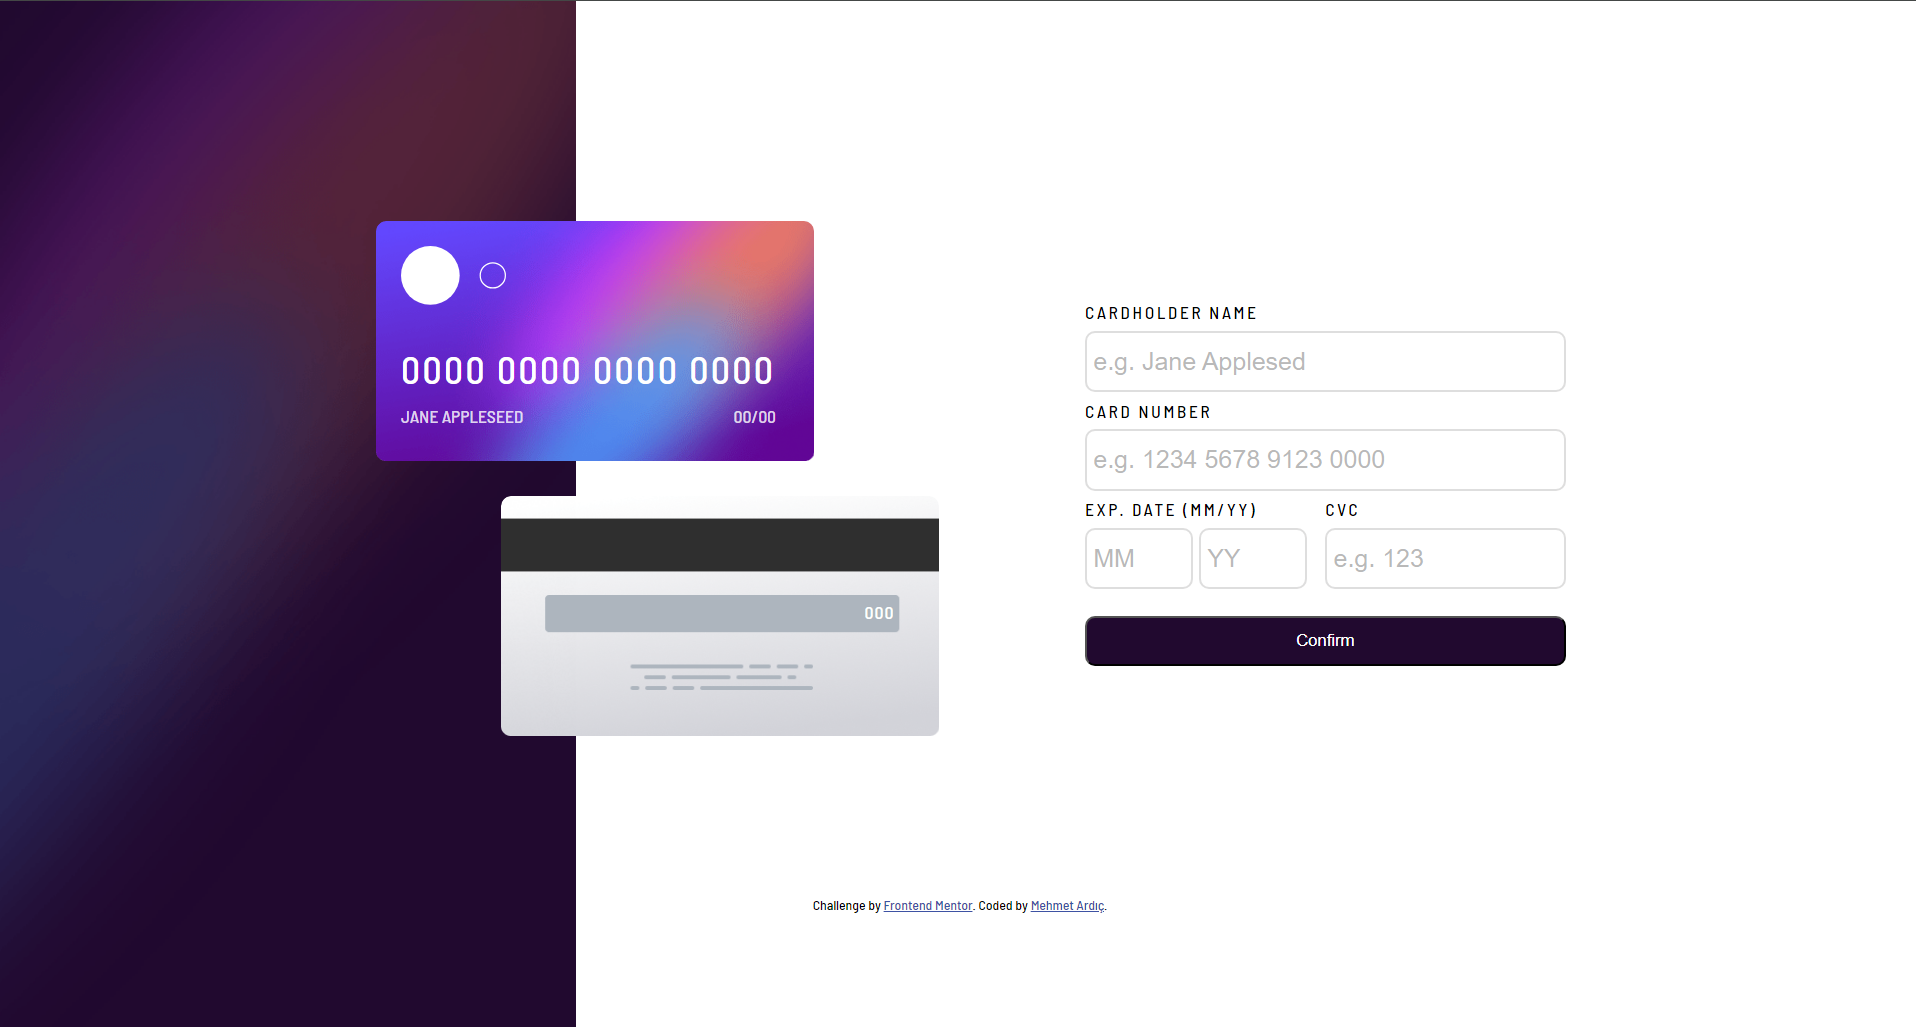 0000 0000 0000 0000
JANE APPLESEED 00/00
000
CARDHOLDER NAME
e.g. Jane Applesed
CARD NUMBER
e.g. 1234 5678 9123 0000
EXP. DATE (MM/YY) CVC
MM YY e.g. 123
Confirm
Challenge by Frontend Mentor. Coded by Mehmet Ardıç.